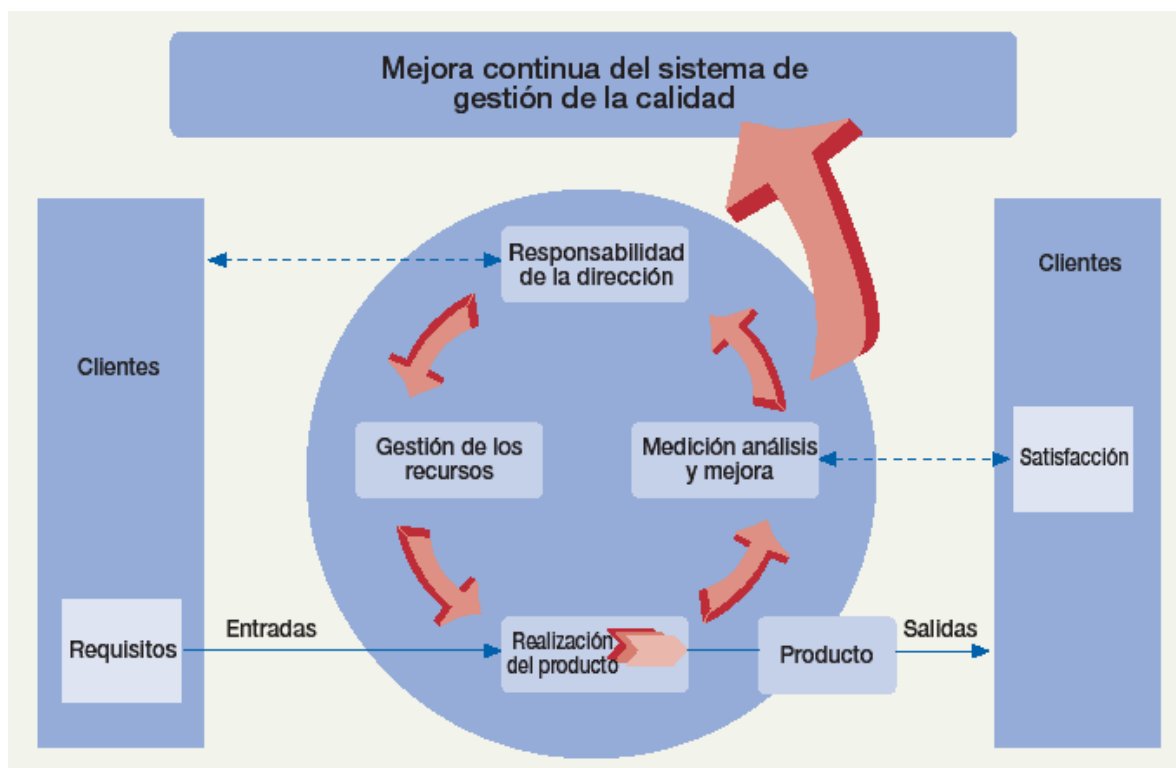 Mejora continua del sistema de
gestión de la calidad
Responsabilidad
de la dirección
Clientes
Clientes
Gestión de los
recursos
Medición análisis
y mejora
Satisfacción
Requisitos
Entradas
Realización
del producto
Producto
Salidas